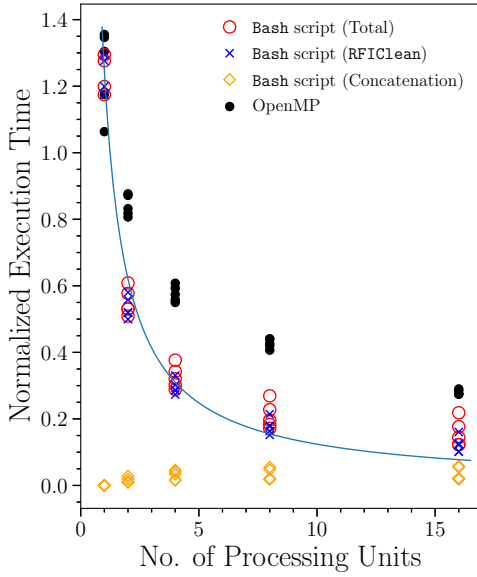 Bash script (Total)
Bash script (RFIClean)
Bash script (Concatenation)
OpenMP
Normalized Execution Time
1.4
1.2
1.0
0.8
0.6
0.4
0.2
0.0
0
5
10
15
No. of Processing Units